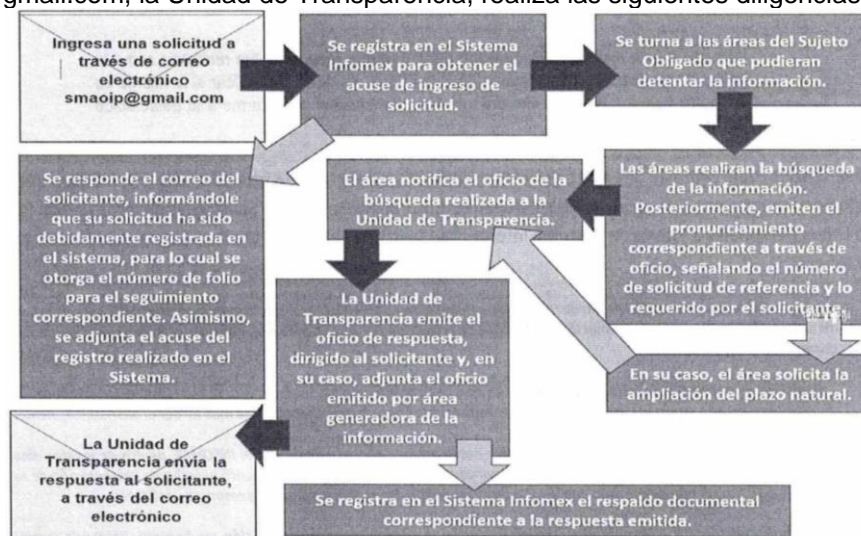 gmail.com, la Unidad de Transparencia, realiza las siguientes diligencias
Ingresa una solicitud a
través de correo
electrónico
smaoip@gmail.com
Se registra en el Sistema
Infomex para obtener el
acuse de ingreso de
solicitud.
Se turna a las áreas del Sujeto
Obligado que pudieran
detentar la información.
Se responde el correo del
solicitante, informándole
que su solicitud ha sido
debidamente registrada en
el sistema, para lo cual se
otorga el número de folio
para el seguimiento
correspondiente. Asimismo,
se adjunta el acuse del
registro realizado en el
Sistema.
El área notifica el oficio de la
búsqueda realizada a la
Unidad de Transparencia.
Las áreas realizan la búsqueda
de la información.
Posteriormente, emiten el
pronunciamiento
correspondiente a través de
oficio, señalando el número
de solicitud de referencia y lo
requerido por el solicitante.
La Unidad de
Transparencia emite el
oficio de respuesta,
dirigido al solicitante y, en
su caso, adjunta el oficio
emitido por área
generadora de la
información.
En su caso, el área solicita la
ampliación del plazo natural.
La Unidad de
Transparencia envía la
respuesta al solicitante,
a través del correo
electrónico
Se registra en el Sistema Infomex el respaldo documental
correspondiente a la respuesta emitida.